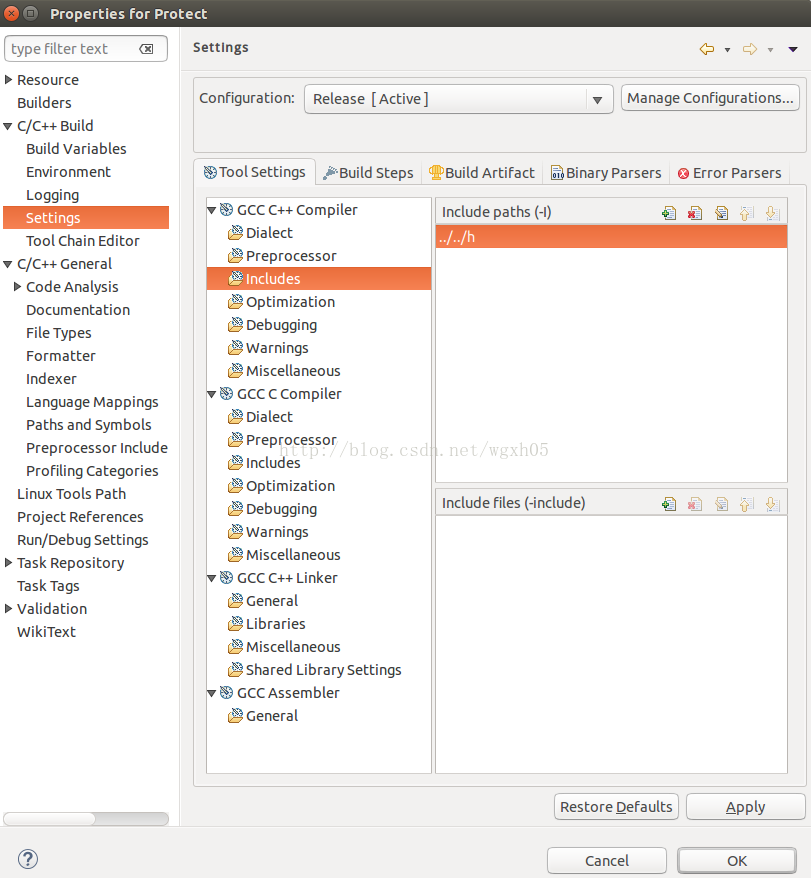 Properties for Protect
type filter text
Resource
Builders
C/C++ Build
Build Variables
Environment
Logging
Settings
Tool Chain Editor
C/C++ General
Code Analysis
Documentation
File Types
Formatter
Indexer
Language Mappings
Paths and Symbols
Preprocessor Include
Profiling Categories
Linux Tools Path
Project References
Run/Debug Settings
Task Repository
Task Tags
Validation
WikiText
Settings
Configuration: Release [ Active ] Manage Configurations...
Tool Settings Build Steps Build Artifact Binary Parsers Error Parsers
GCC C++ Compiler
Dialect
Preprocessor
Includes
Optimization
Debugging
Warnings
Miscellaneous
GCC C Compiler
Dialect
Preprocessor
Includes
Optimization
Debugging
Warnings
Miscellaneous
GCC C++ Linker
General
Libraries
Miscellaneous
Shared Library Settings
GCC Assembler
General
Include paths (-I)
../../h
http://blog.csdn.net/wgxh05
Include files (-include)
Restore Defaults Apply
Cancel OK